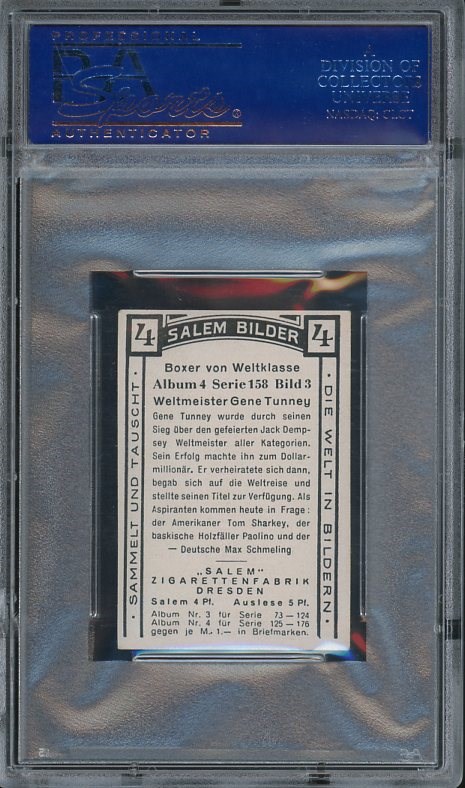 PROFESSIONAL
PSA
Sports
AUTHENTICATOR
A
DIVISION OF
COLLECTORS
UNIVERSE
NASDAQ: CLCT
4 SALEM BILDER 4
Boxer von Weltklasse
Album 4 Serie 158 Bild 3
Weltmeister Gene Tunney
Gene Tunney wurde durch seinen
Sieg über den gefeierten Jack Demp-
sey Weltmeister aller Kategorien.
Sein Erfolg machte ihn zum Dollar-
millionär. Er verheiratete sich dann,
begab sich auf die Weltreise und
stellte seinen Titel zur Verfügung. Als
Aspiranten kommen heute in Frage:
der Amerikaner Tom Sharkey, der
baskische Holzfäller Paolino und der
— Deutsche Max Schmeling
„SALEM"
ZIGARETTENFABRIK
DRESDEN
Salem 4 Pf. Auslese 5 Pf.
Album Nr. 3 für Serie 73—124
Album Nr. 4 für Serie 125—176
gegen je M. 1.— in Briefmarken.
· SAMMELT UND TAUSCHT ·
· DIE WELT IN BILDERN ·